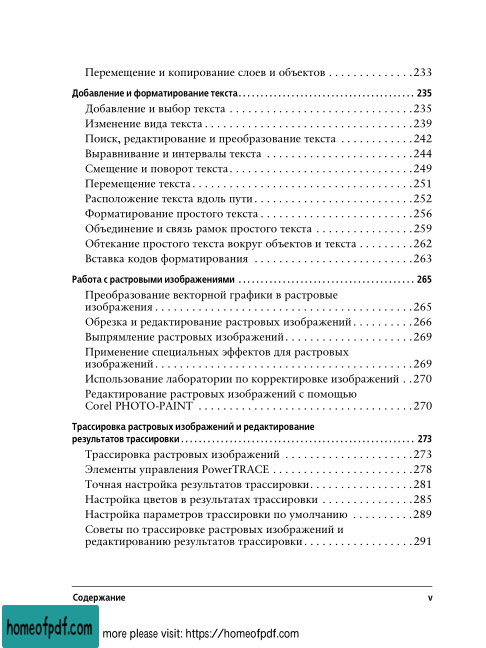 Перемещение и копирование слоев и объектов . . . . . . . . . . . . . .233
Добавление и форматирование текста. . . . . . . . . . . . . . . . . . . . . . . . . . . . . . . . . . . . . . . . 235
Добавление и выбор текста . . . . . . . . . . . . . . . . . . . . . . . . . . . . . .235
Изменение вида текста . . . . . . . . . . . . . . . . . . . . . . . . . . . . . . . . . .239
Поиск, редактирование и преобразование текста . . . . . . . . . . . .242
Выравнивание и интервалы текста . . . . . . . . . . . . . . . . . . . . . . . .244
Смещение и поворот текста. . . . . . . . . . . . . . . . . . . . . . . . . . . . . .249
Перемещение текста. . . . . . . . . . . . . . . . . . . . . . . . . . . . . . . . . . . .251
Расположение текста вдоль пути. . . . . . . . . . . . . . . . . . . . . . . . . .252
Форматирование простого текста . . . . . . . . . . . . . . . . . . . . . . . . .256
Объединение и связь рамок простого текста . . . . . . . . . . . . . . . .259
Обтекание простого текста вокруг объектов и текста . . . . . . . . .262
Вставка кодов форматирования . . . . . . . . . . . . . . . . . . . . . . . . . .263
Работа с растровыми изображениями . . . . . . . . . . . . . . . . . . . . . . . . . . . . . . . . . . . . . . . . 265
Преобразование векторной графики в растровые
изображения . . . . . . . . . . . . . . . . . . . . . . . . . . . . . . . . . . . . . . . . . .265
Обрезка и редактирование растровых изображений . . . . . . . . . .266
Выпрямление растровых изображений. . . . . . . . . . . . . . . . . . . . .269
Применение специальных эффектов для растровых
изображений. . . . . . . . . . . . . . . . . . . . . . . . . . . . . . . . . . . . . . . . . .269
Использование лаборатории по корректировке изображений . .270
Редактирование растровых изображений с помощью
Corel PHOTO-PAINT . . . . . . . . . . . . . . . . . . . . . . . . . . . . . . . . . . .270
Трассировка растровых изображений и редактирование
результатов трассировки . . . . . . . . . . . . . . . . . . . . . . . . . . . . . . . . . . . . . . . . . . . . . . . . . . . . . 273
Трассировка растровых изображений . . . . . . . . . . . . . . . . . . . . .273
Элементы управления PowerTRACE . . . . . . . . . . . . . . . . . . . . . . .278
Точная настройка результатов трассировки. . . . . . . . . . . . . . . . .281
Настройка цветов в результатах трассировки . . . . . . . . . . . . . . .285
Настройка параметров трассировки по умолчанию . . . . . . . . . .289
Советы по трассировке растровых изображений и
редактированию результатов трассировки. . . . . . . . . . . . . . . . . .291
Содержание v
homeofpdf.com more please visit: https://homeofpdf.com